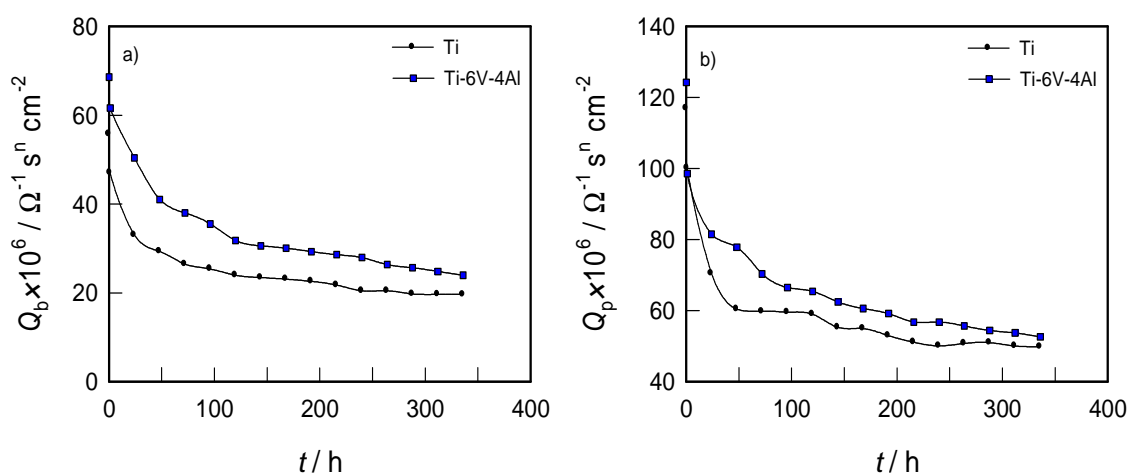 80
60
40
20
0
a)
Ti
Ti-6V-4Al
Q_b×10^6 / Ω^-1 s^n cm^-2
0 100 200 300 400
t / h
140
120
100
80
60
40
b)
Ti
Ti-6V-4Al
Q_p×10^6 / Ω^-1 s^n cm^-2
0 100 200 300 400
t / h